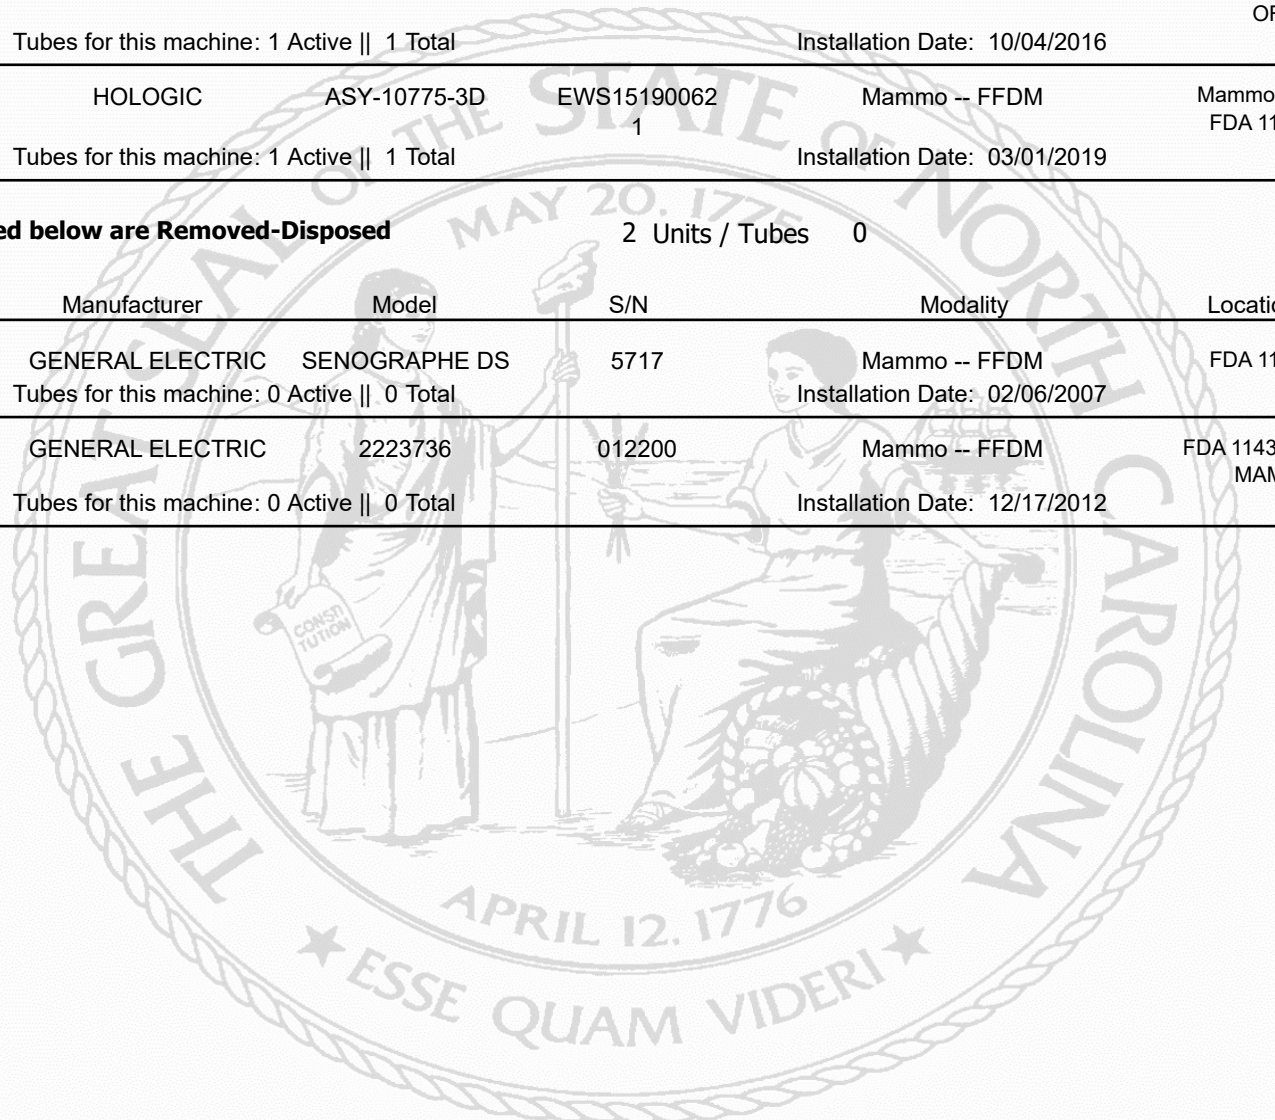 OF
Tubes for this machine: 1 Active || 1 Total Installation Date: 10/04/2016
HOLOGIC ASY-10775-3D EWS15190062 Mammo -- FFDM Mammo
1 FDA 11
Tubes for this machine: 1 Active || 1 Total Installation Date: 03/01/2019
ed below are Removed-Disposed 2 Units / Tubes 0
Manufacturer Model S/N Modality Locatio
GENERAL ELECTRIC SENOGRAPHE DS 5717 Mammo -- FFDM FDA 11
Tubes for this machine: 0 Active || 0 Total Installation Date: 02/06/2007
GENERAL ELECTRIC 2223736 012200 Mammo -- FFDM FDA 1143
MAM
Tubes for this machine: 0 Active || 0 Total Installation Date: 12/17/2012
THE GREAT SEAL OF THE STATE OF NORTH CAROLINA
MAY 20, 1775
CONSTI
TUTION
APRIL 12, 1776
★ ESSE QUAM VIDERI ★